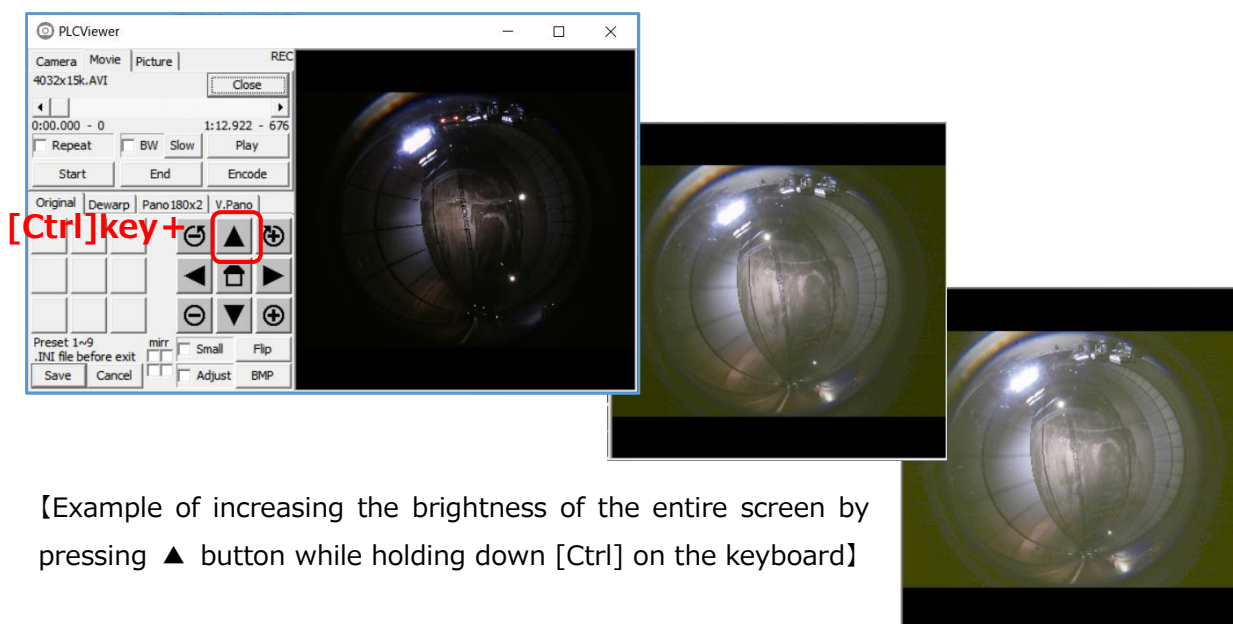 PLCViewer
Camera Movie Picture REC
4032x15k.AVI Close
0:00.000 - 0 1:12.922 - 676
Repeat BW Slow Play
Start End Encode
Original Dewarp Pano180x2 V.Pano
[Ctrl]key+
Preset 1~9 mirr Small Flip
.INI file before exit
Save Cancel Adjust BMP
【Example of increasing the brightness of the entire screen by
pressing ▲ button while holding down [Ctrl] on the keyboard】